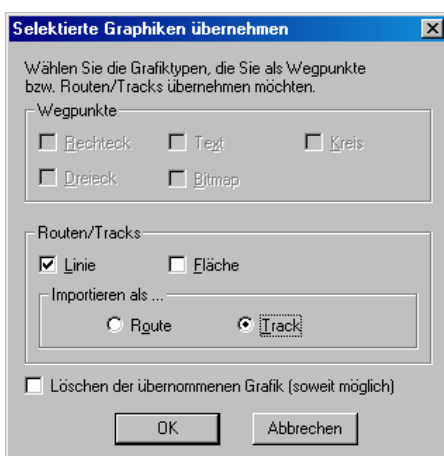 Selektierte Graphiken übernehmen
Wählen Sie die Grafiktypen, die Sie als Wegpunkte
bzw. Routen/Tracks übernehmen möchten.
Wegpunkte
Rechteck Text Kreis
Dreieck Bitmap
Routen/Tracks
Linie Fläche
Importieren als ...
Route Track
Löschen der übernommenen Grafik (soweit möglich)
OK Abbrechen